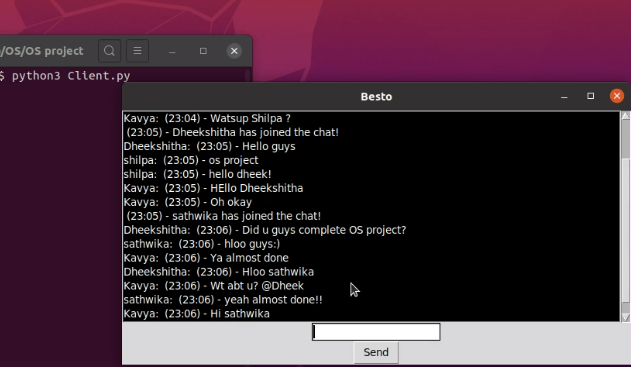 /OS/OS project
$ python3 Client.py
Besto
Kavya: (23:04) - Watsup Shilpa ?
(23:05) - Dheekshitha has joined the chat!
Dheekshitha: (23:05) - Hello guys
shilpa: (23:05) - os project
shilpa: (23:05) - hello dheek!
Kavya: (23:05) - HEllo Dheekshitha
Kavya: (23:05) - Oh okay
(23:05) - sathwika has joined the chat!
Dheekshitha: (23:06) - Did u guys complete OS project?
sathwika: (23:06) - hloo guys:)
Kavya: (23:06) - Ya almost done
Dheekshitha: (23:06) - Hloo sathwika
Kavya: (23:06) - Wt abt u? @Dheek
sathwika: (23:06) - yeah almost done!!
Kavya: (23:06) - Hi sathwika
Send